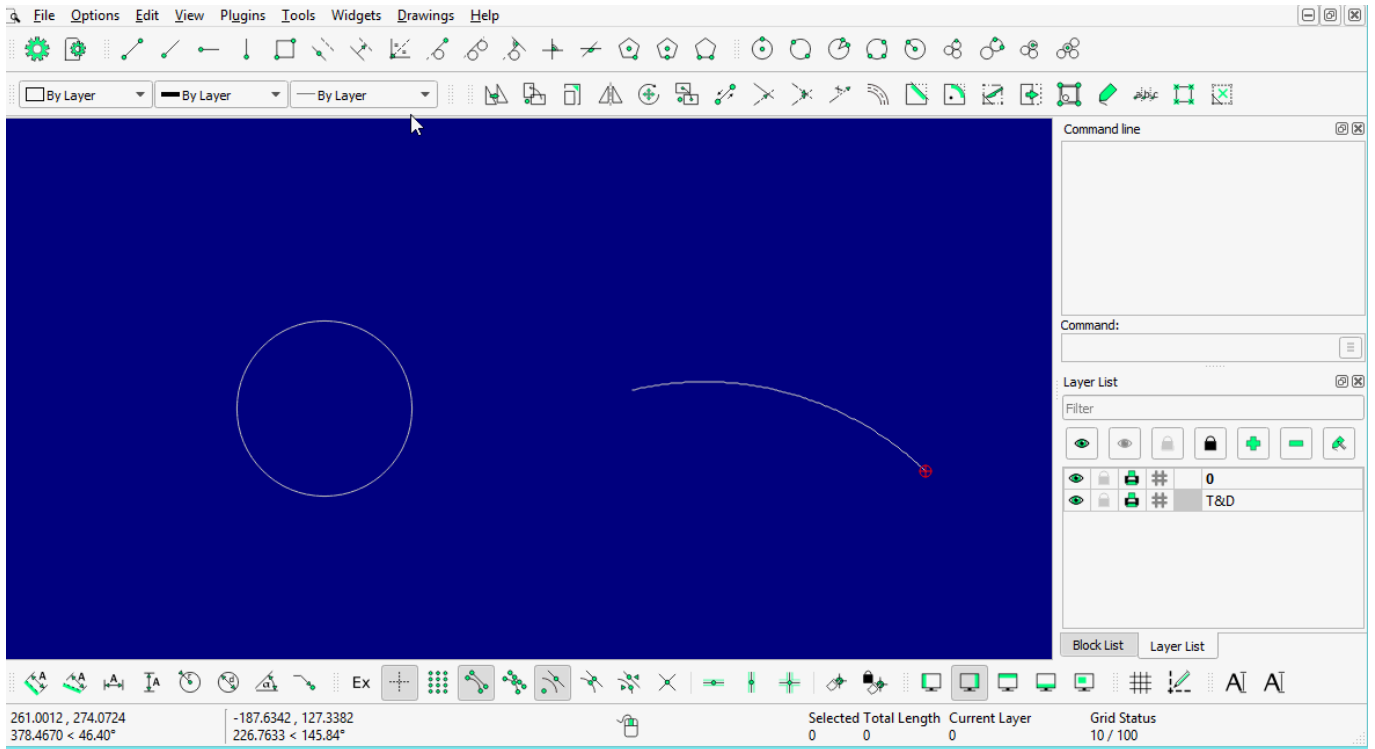 File Options Edit View Plugins Tools Widgets Drawings Help
By Layer By Layer By Layer
Command line
Command:
Layer List
Filter
0
T&D
Block List Layer List
Ex
261.0012 , 274.0724
378.4670 < 46.40°
-187.6342 , 127.3382
226.7633 < 145.84°
Selected Total Length Current Layer Grid Status
0 0 0 10 / 100